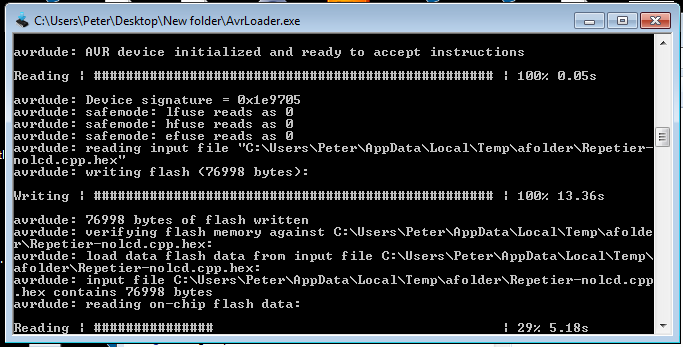 C:\Users\Peter\Desktop\New folder\AvrLoader.exe
avrdude: AVR device initialized and ready to accept instructions
Reading | ################################################## | 100% 0.05s
avrdude: Device signature = 0x1e9705
avrdude: safemode: lfuse reads as 0
avrdude: safemode: hfuse reads as 0
avrdude: safemode: efuse reads as 0
avrdude: reading input file "C:\Users\Peter\AppData\Local\Temp\afolder\Repetier-
nolcd.cpp.hex"
avrdude: writing flash (76998 bytes):
Writing | ################################################## | 100% 13.36s
avrdude: 76998 bytes of flash written
avrdude: verifying flash memory against C:\Users\Peter\AppData\Local\Temp\afolde
r\Repetier-nolcd.cpp.hex:
avrdude: load data flash data from input file C:\Users\Peter\AppData\Local\Temp\
afolder\Repetier-nolcd.cpp.hex:
avrdude: input file C:\Users\Peter\AppData\Local\Temp\afolder\Repetier-nolcd.cpp
.hex contains 76998 bytes
avrdude: reading on-chip flash data:
Reading | ############### | 29% 5.18s